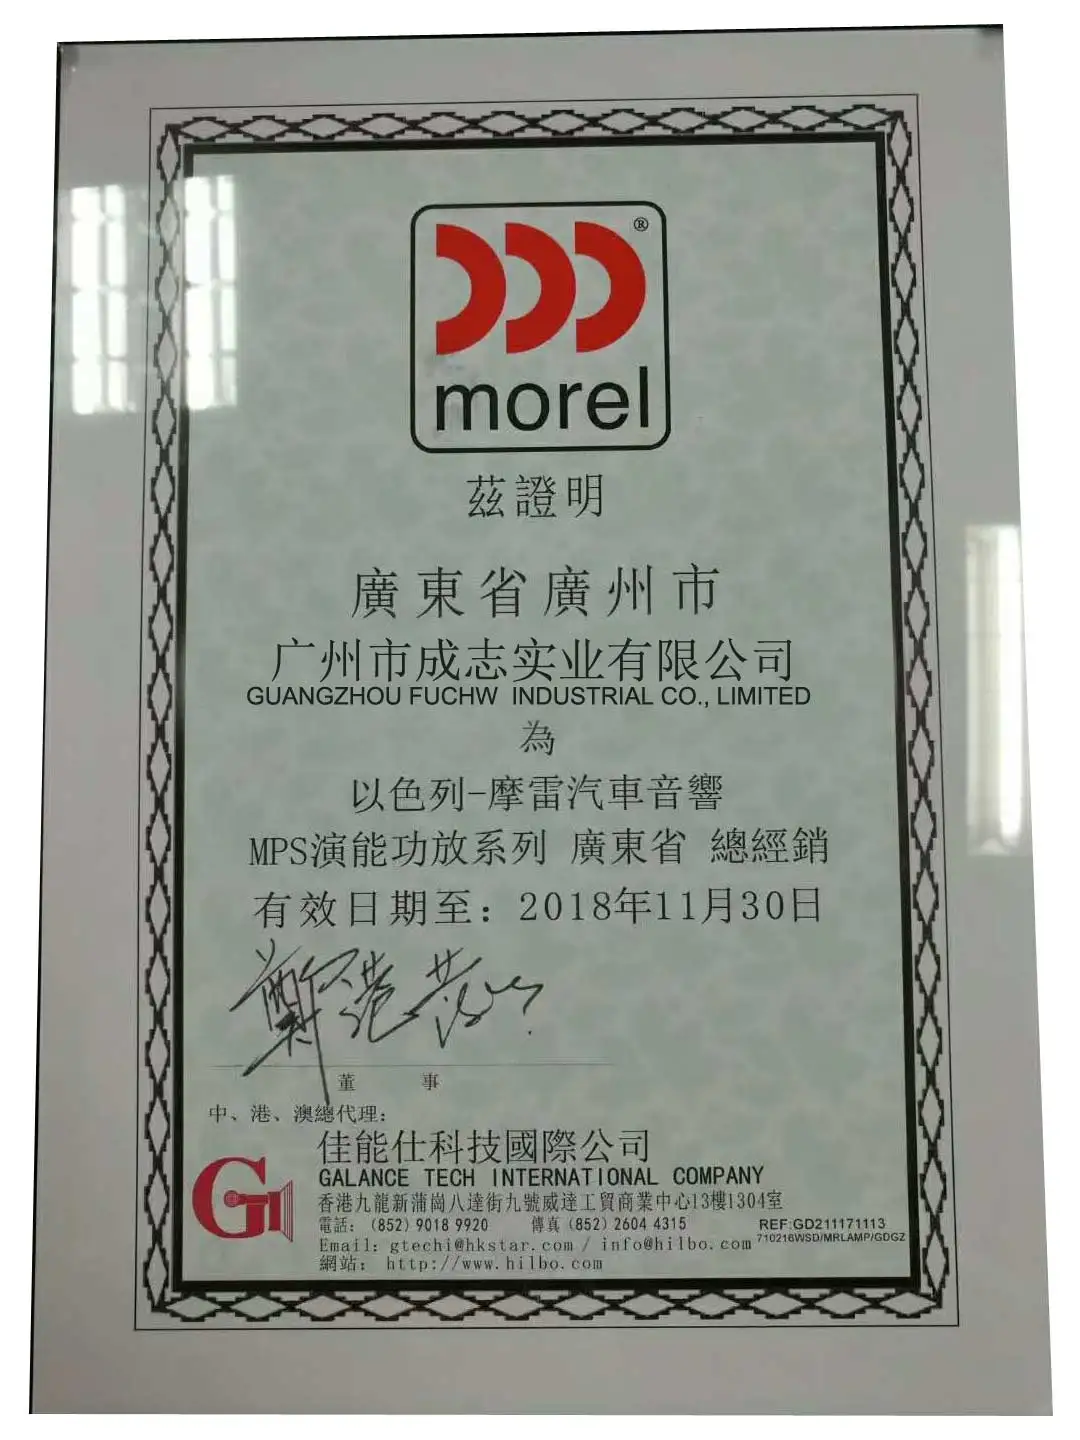 ®
morel
茲證明
廣東省廣州市
广州市成志实业有限公司
GUANGZHOU FUCHW INDUSTRIAL CO., LIMITED
為
以色列-摩雷汽車音響
MPS演能功放系列 廣東省 總經銷
有效日期至：2018年11月30日
董 事
中、港、澳總代理：
佳能仕科技國際公司
GALANCE TECH INTERNATIONAL COMPANY
香港九龍新蒲崗八達街九號威達工貿商業中心13樓1304室
電話：(852) 9018 9920 傳真 (852) 2604 4315
REF:GD211171113
Email: gtechi@hkstar.com / info@hilbo.com
710216WSD/MRLAMP/GDGZ
網站： http://www.hilbo.com